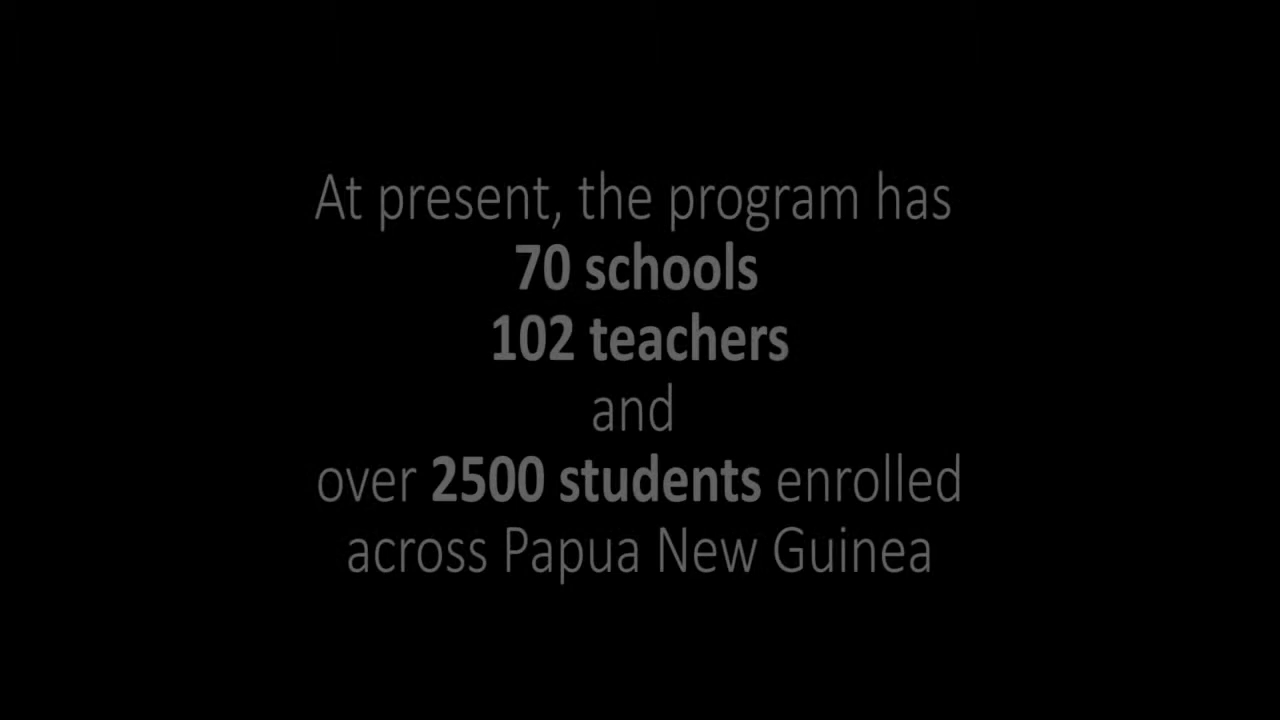 At present, the program has
70 schools
102 teachers
and
over 2500 students enrolled
across Papua New Guinea